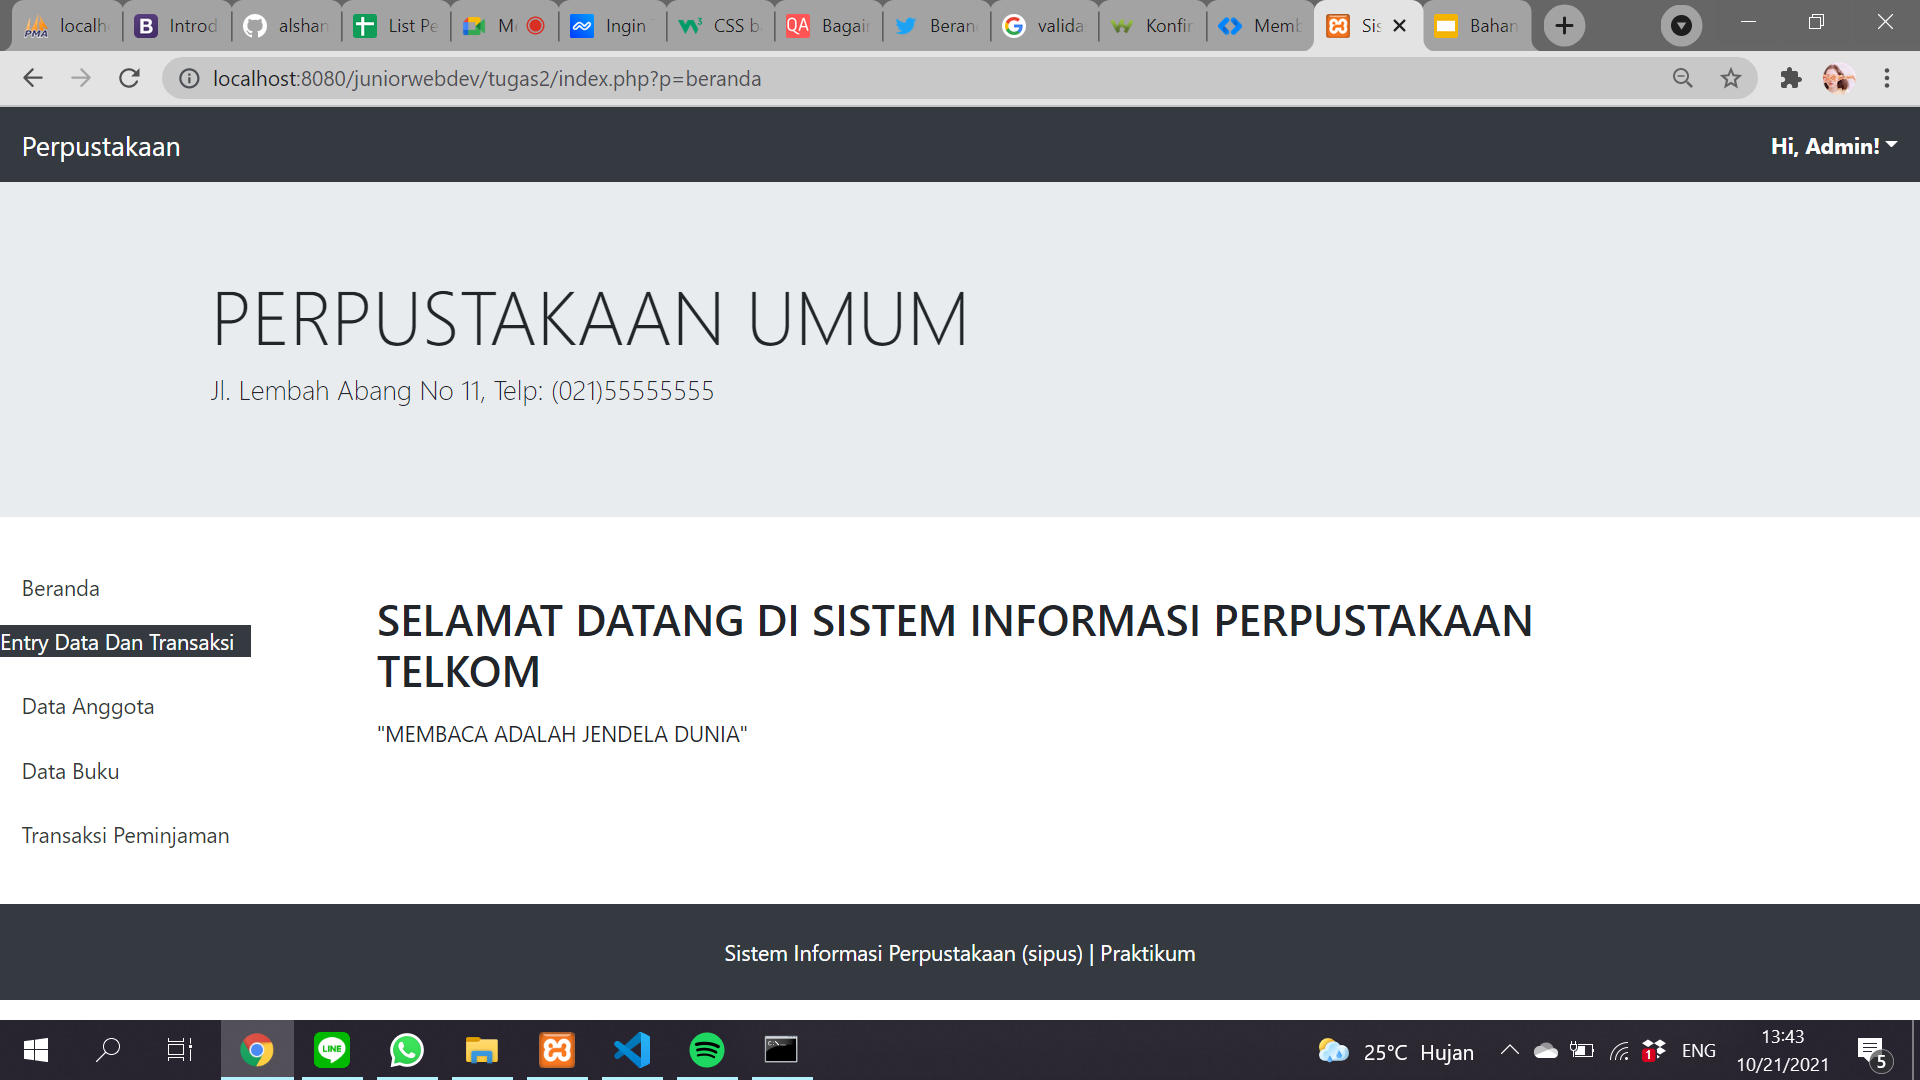 localh
Introd
alshan
List Pe
Me
Ingin
CSS b
Bagain
Beran
valida
Konfir
Memb
Sis
Bahan
localhost:8080/juniorwebdev/tugas2/index.php?p=beranda
Perpustakaan
Hi, Admin!
PERPUSTAKAAN UMUM
Jl. Lembah Abang No 11, Telp: (021)55555555
Beranda
Entry Data Dan Transaksi
Data Anggota
Data Buku
Transaksi Peminjaman
SELAMAT DATANG DI SISTEM INFORMASI PERPUSTAKAAN
TELKOM
"MEMBACA ADALAH JENDELA DUNIA"
Sistem Informasi Perpustakaan (sipus) | Praktikum
25°C Hujan
ENG
13:43
10/21/2021
5